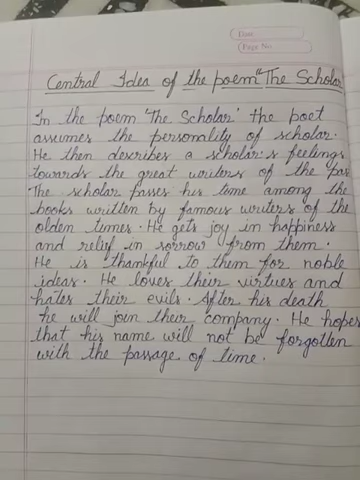 Date
Page No.
Central Idea of the poem "The Scholar
In the poem 'The Scholar' the poet
assumes the personality of scholar.
He then describes a scholar's feelings
towards the great writers of the pas
The scholar passes his time among the
books written by famous writers of the
olden times. He gets joy in happiness
and relief in sorrow from them.
He is thankful to them for noble
ideas. He loves their virtues and
hates their evils. After his death
he will join their company. He hopes
that his name will not be forgotten
with the passage of time.